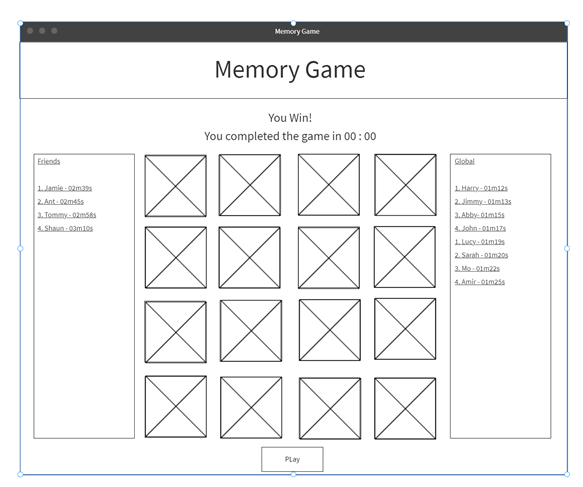 Memory Game
Memory Game
You Win!
You completed the game in 00 : 00
Friends
1. Jamie - 02m39s
2. Ant - 02m45s
3. Tommy - 02m58s
4. Shaun - 03m10s
Global
1. Harry - 01m12s
2. Jimmy - 01m13s
3. Abby- 01m15s
4. John - 01m17s
1. Lucy - 01m19s
2. Sarah - 01m20s
3. Mo - 01m22s
4. Amir - 01m25s
PLay